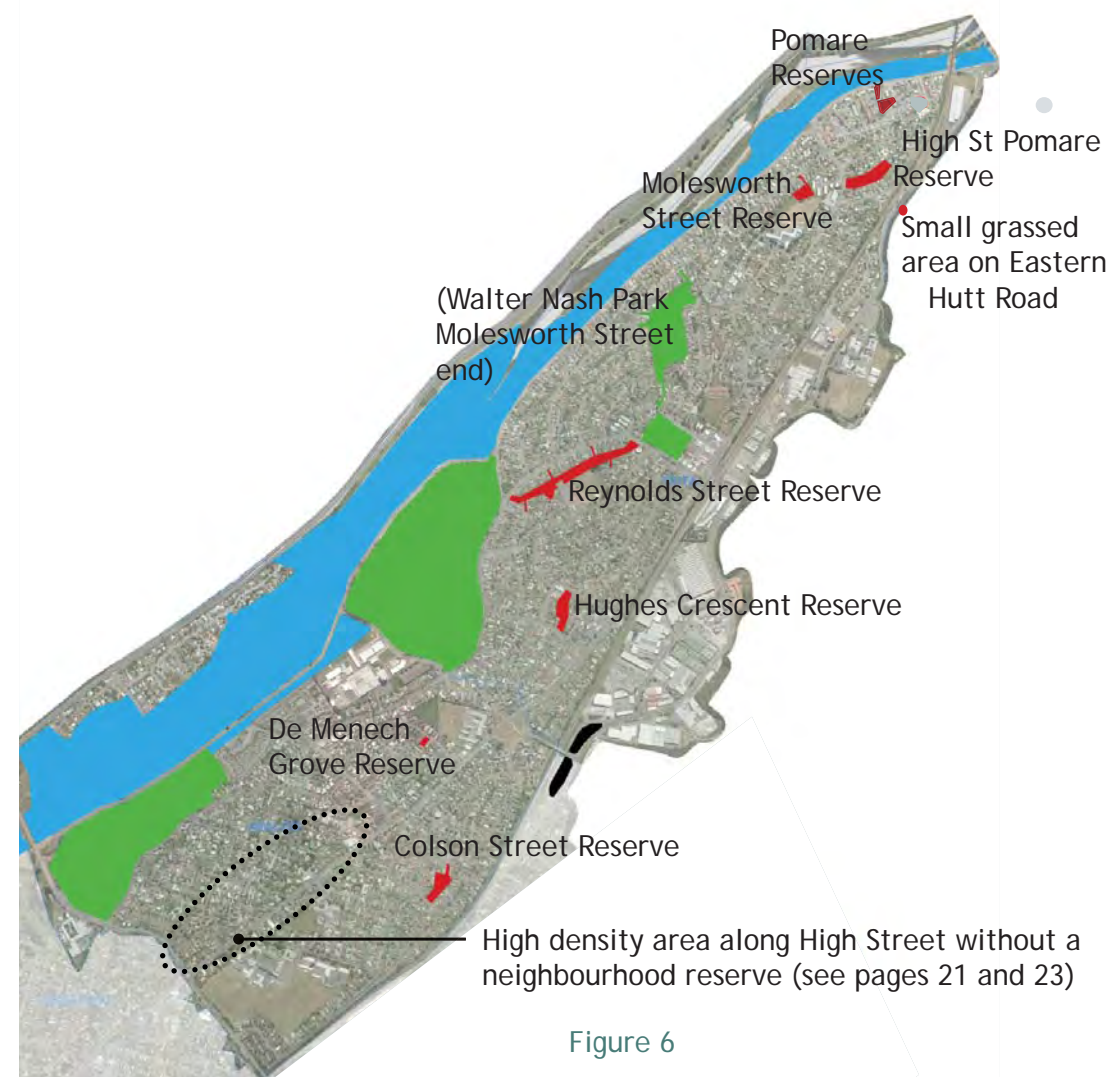 Pomare
Reserves
High St Pomare
Reserve
Molesworth
Street Reserve
Small grassed
area on Eastern
Hutt Road
(Walter Nash Park
Molesworth Street
end)
Reynolds Street Reserve
Hughes Crescent Reserve
De Menech
Grove Reserve
Colson Street Reserve
High density area along High Street without a
neighbourhood reserve (see pages 21 and 23)
Figure 6